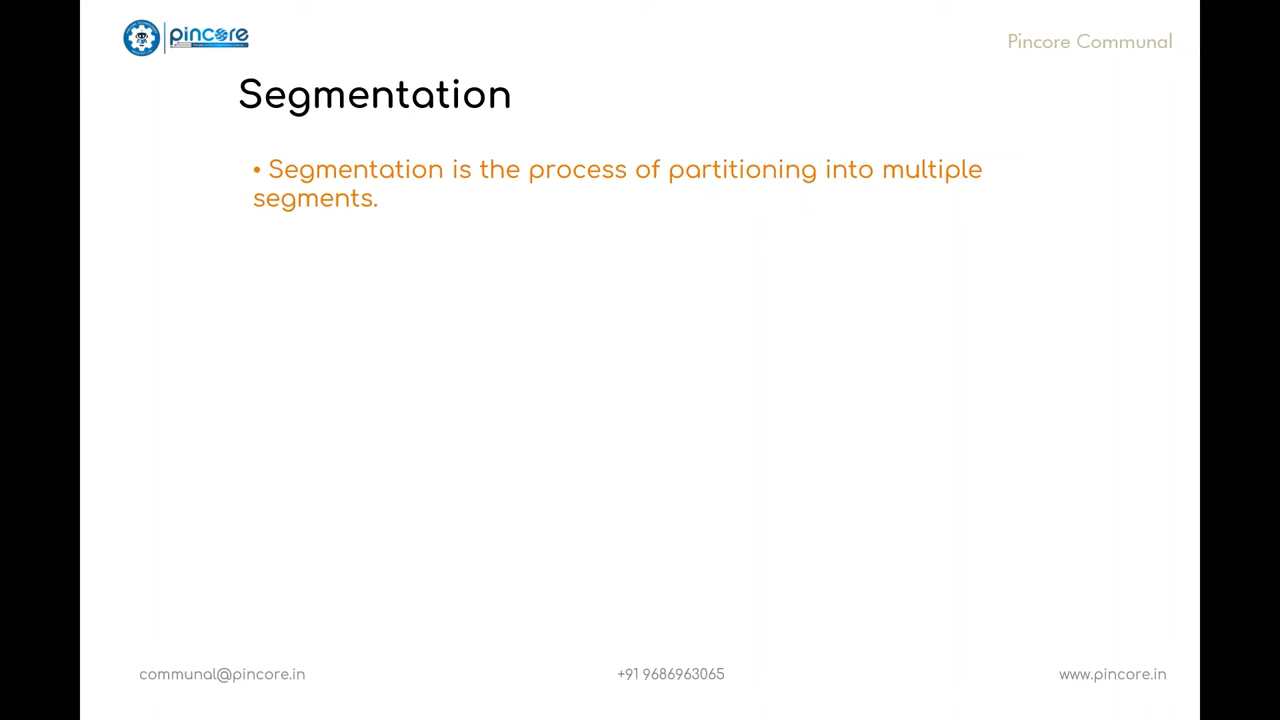 pincore
Pincore Communal
Segmentation
• Segmentation is the process of partitioning into multiple
segments.
communal@pincore.in
+91 9686963065
www.pincore.in